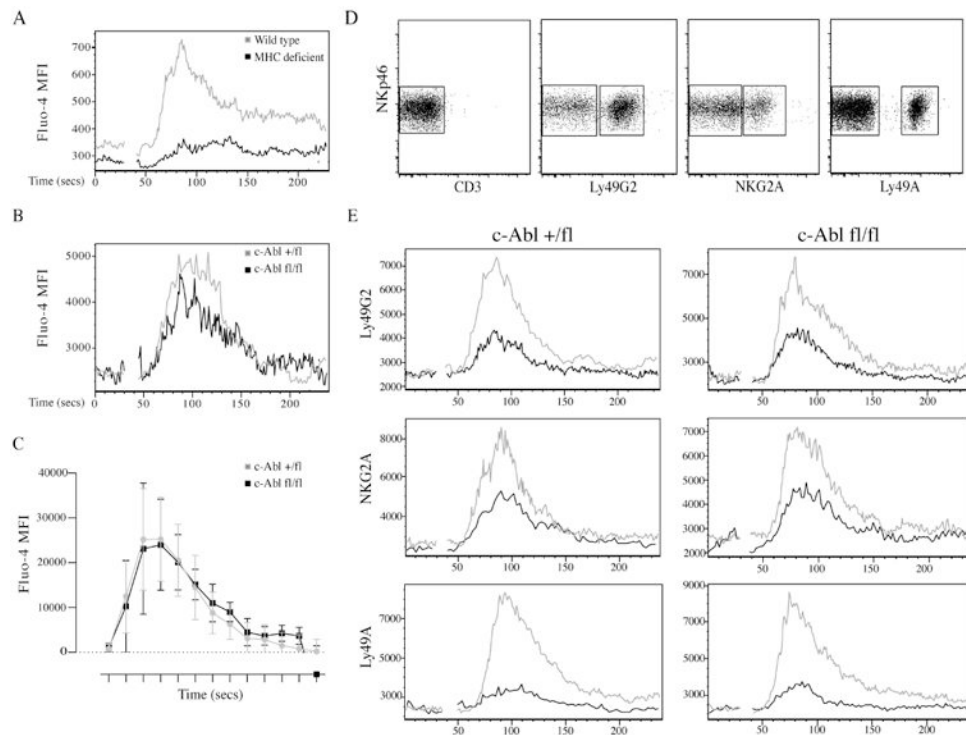 A
Wild type
MHC deficient
Fluo-4 MFI
700
600
500
400
300
Time (secs)
0 50 100 150 200
B
c-Abl +/fl
c-Abl fl/fl
Fluo-4 MFI
5000
4000
3000
Time (secs)
0 50 100 150 200
C
c-Abl +/fl
c-Abl fl/fl
Fluo-4 MFI
40000
30000
20000
10000
0
Time (secs)
D
NKp46
CD3
Ly49G2
NKG2A
Ly49A
E
c-Abl +/fl
c-Abl fl/fl
Ly49G2
7000
6000
5000
4000
3000
2000
50 100 150 200
7000
6000
5000
4000
3000
2000
50 100 150 200
NKG2A
8000
6000
4000
50 100 150 200
7000
6000
5000
4000
3000
2000
0 50 100 150 200
Ly49A
7000
5000
3000
0 50 100 150 200
9000
7000
5000
3000
0 50 100 150 200